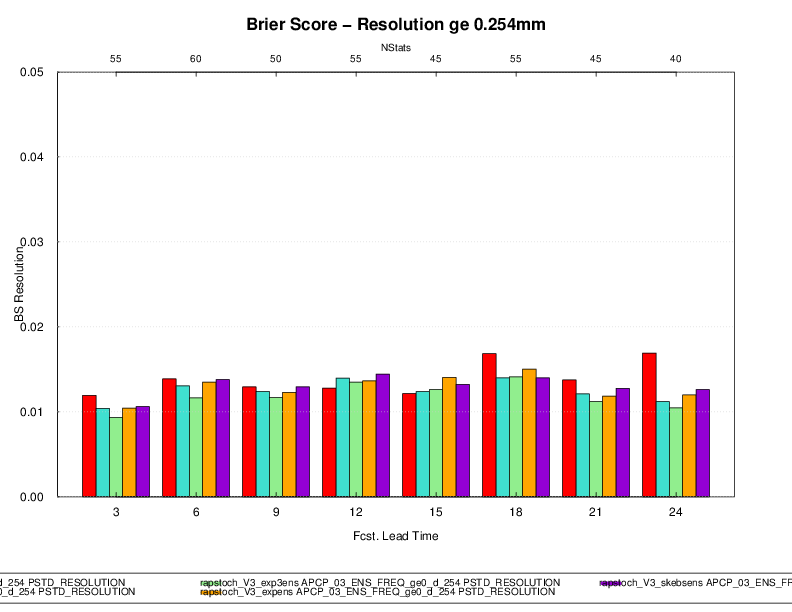 Brier Score – Resolution ge 0.254mm
NStats
55 60 50 55 45 55 45 40
0.05
0.04
0.03
0.02
0.01
0.00
BS Resolution
3 6 9 12 15 18 21 24
Fcst. Lead Time
d_254 PSTD_RESOLUTION rapstoch_V3_exp3ens APCP_03_ENS_FREQ_ge0_d_254 PSTD_RESOLUTION rapstoch_V3_skebsens APCP_03_ENS_FR
0_d_254 PSTD_RESOLUTION rapstoch_V3_expens APCP_03_ENS_FREQ_ge0_d_254 PSTD_RESOLUTION